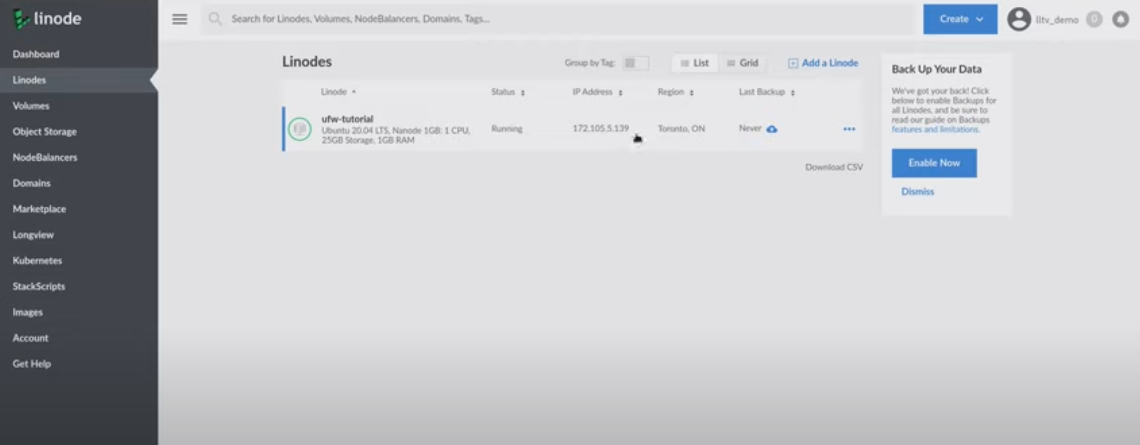 linode
Search for Linodes, Volumes, NodeBalancers, Domains, Tags...
Create
lltv_demo
0
Dashboard
Linodes
Volumes
Object Storage
NodeBalancers
Domains
Marketplace
Longview
Kubernetes
StackScripts
Images
Account
Get Help
Linodes
Group by Tag:
List
Grid
Add a Linode
Linode
Status
IP Address
Region
Last Backup
ufw-tutorial
Ubuntu 20.04 LTS, Nanode 1GB: 1 CPU,
25GB Storage, 1GB RAM
Running
172.105.5.139
Toronto, ON
Never
Download CSV
Back Up Your Data
We've got your back! Click
below to enable Backups for
all Linodes, and be sure to
read our guide on Backups
features and limitations.
Enable Now
Dismiss